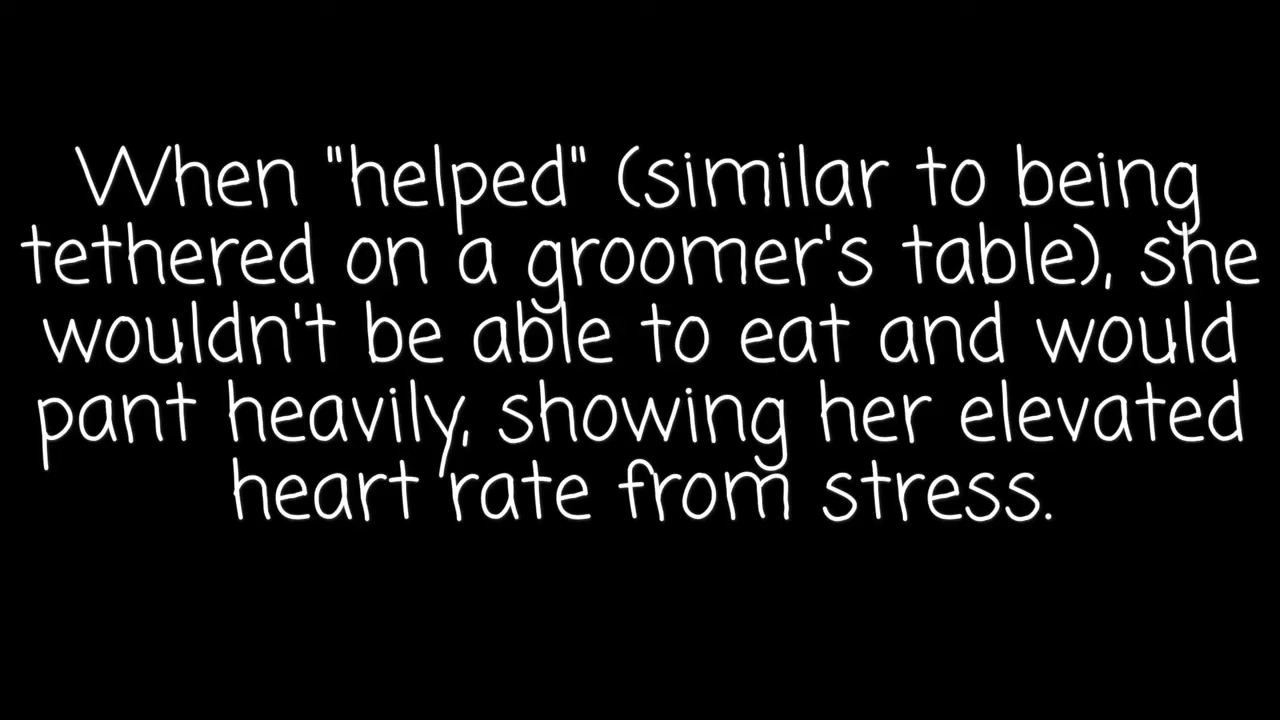 When "helped" (similar to being
tethered on a groomer's table), she
wouldn't be able to eat and would
pant heavily, showing her elevated
heart rate from stress.